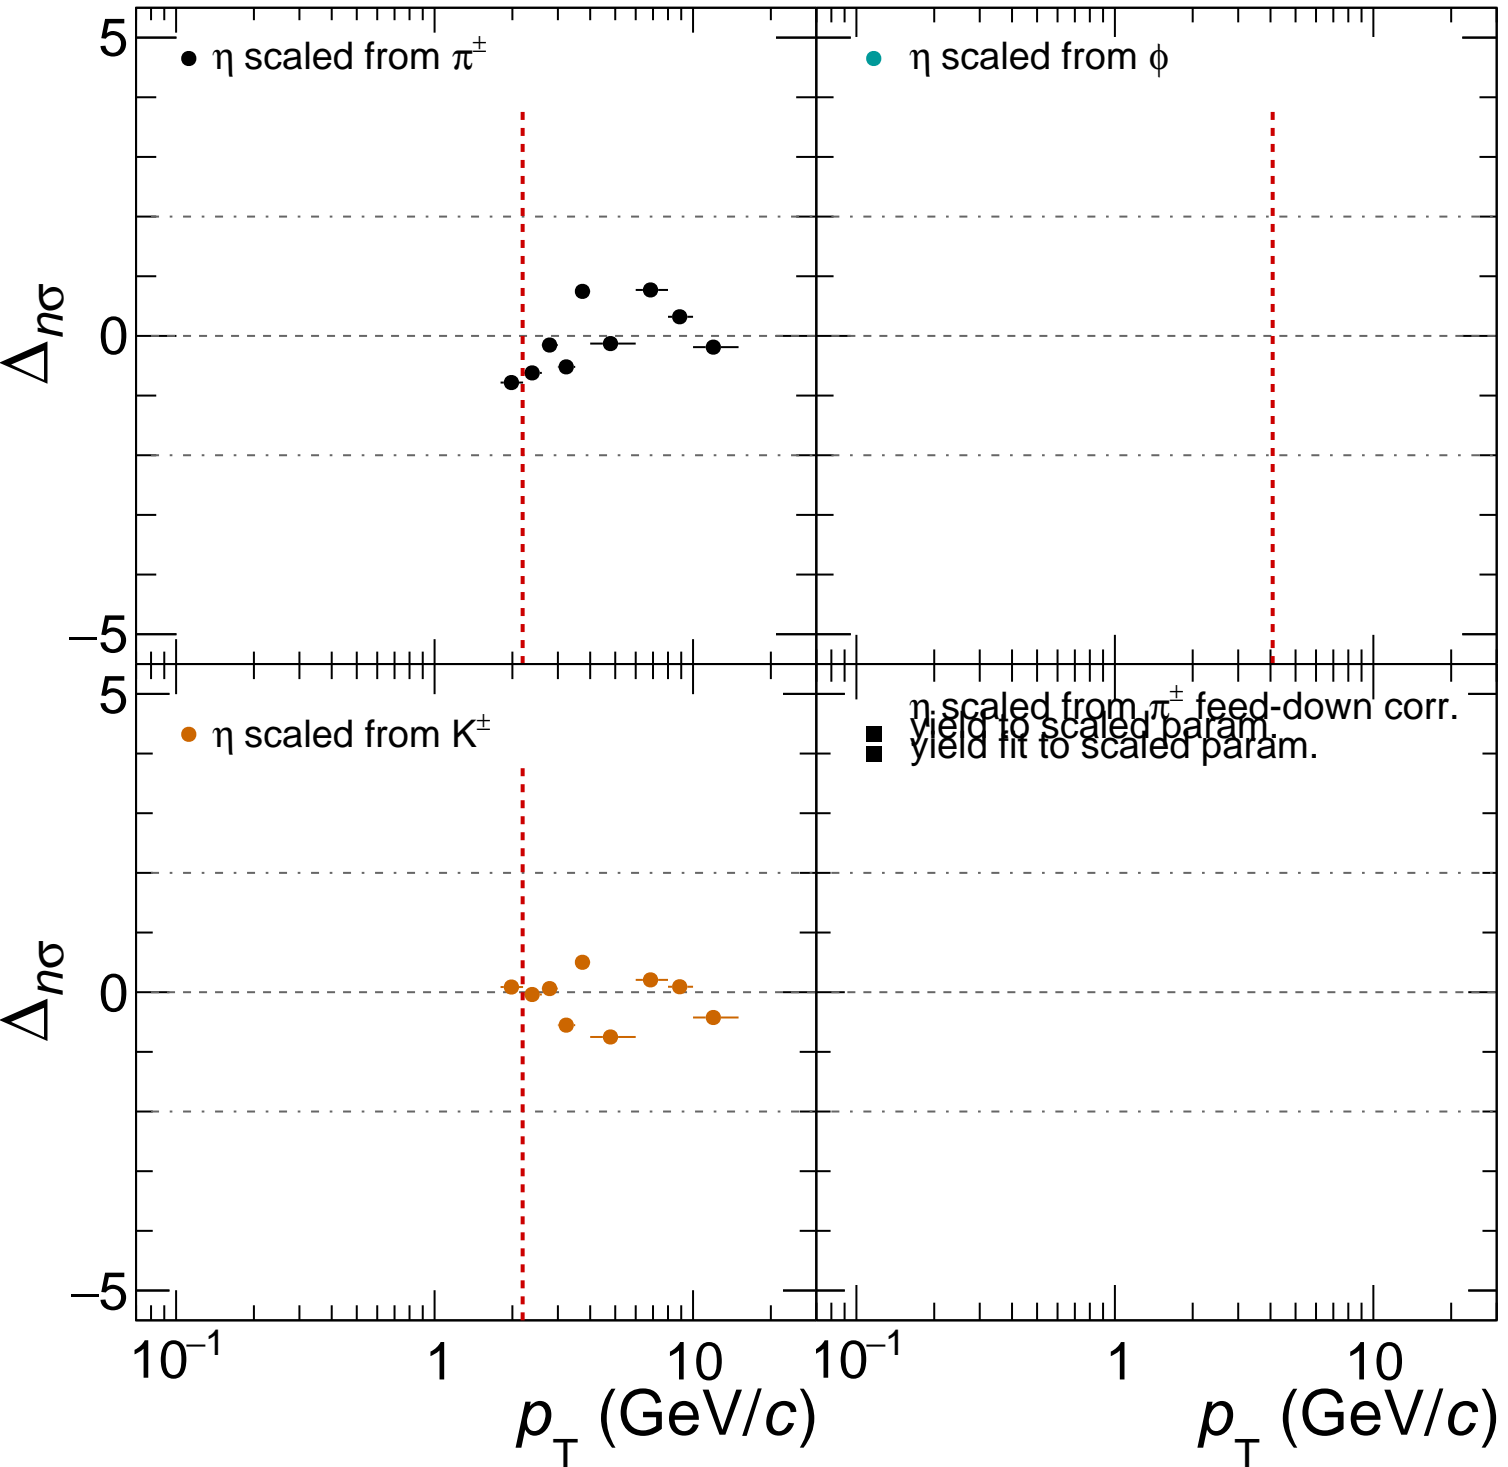 5
η scaled from π±
η scaled from ϕ
0
Δnσ
−5
5
η scaled from K±
η scaled from π± feed-down corr.
yield to scaled param.
yield fit to scaled param.
0
Δnσ
−5
10−1 1 10 10−1 1 10
pT (GeV/c) pT (GeV/c)